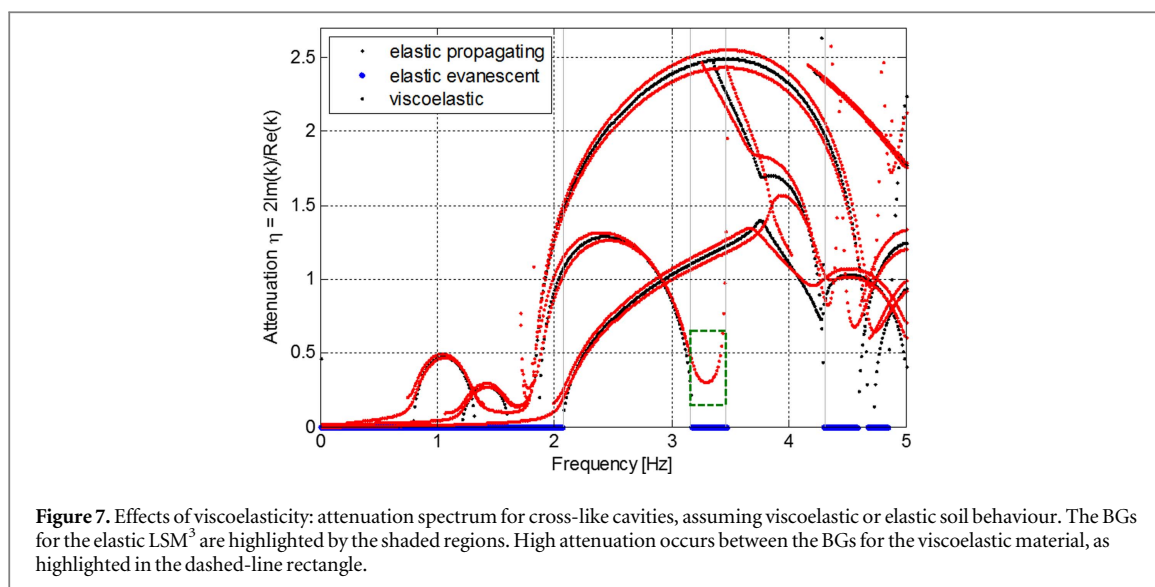 elastic propagating
elastic evanescent
viscoelastic
Attenuation η = 2Im(k)/Re(k)
2.5
2
1.5
1
0.5
0
0
1
2
3
4
5
Frequency [Hz]
Figure 7. Effects of viscoelasticity: attenuation spectrum for cross-like cavities, assuming viscoelastic or elastic soil behaviour. The BGs
for the elastic LSM³ are highlighted by the shaded regions. High attenuation occurs between the BGs for the viscoelastic material, as
highlighted in the dashed-line rectangle.